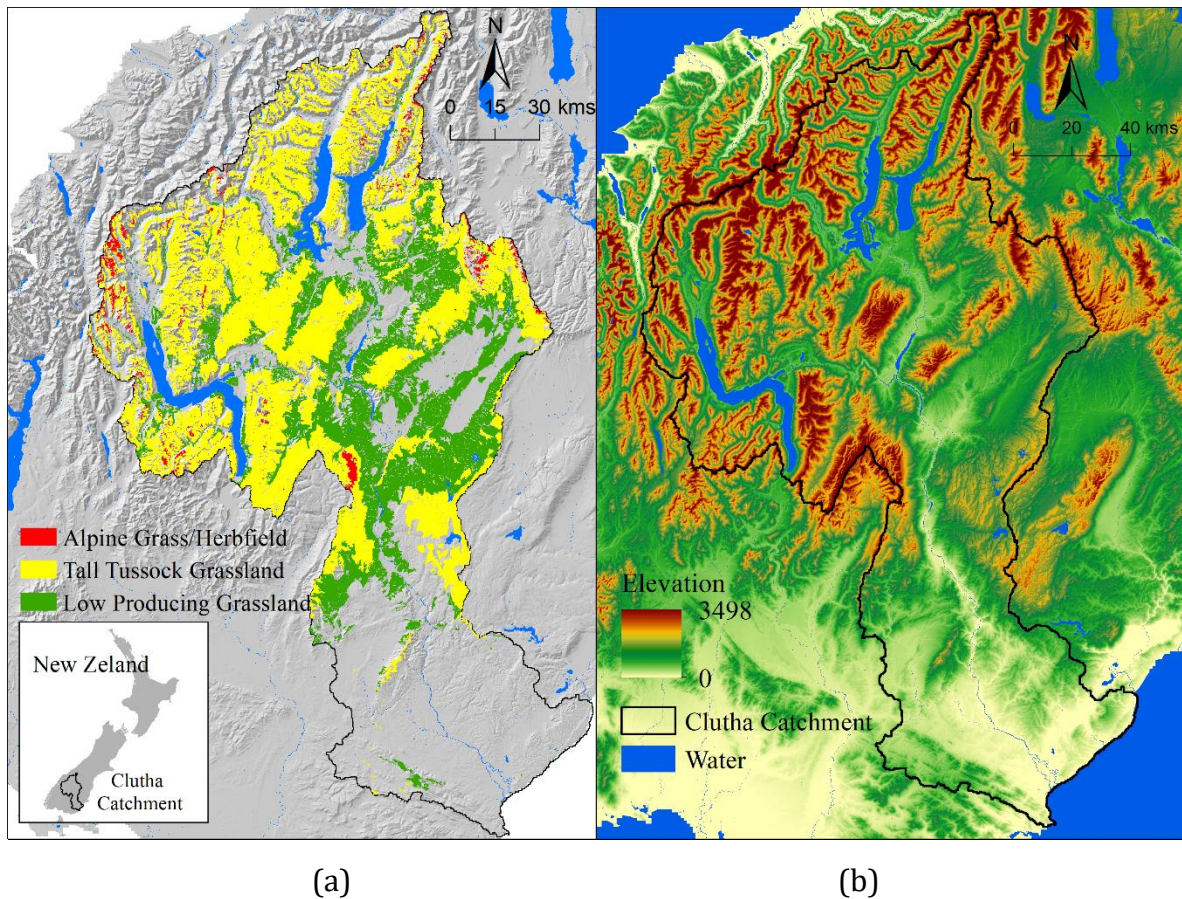 N
0 15 30 kms
Alpine Grass/Herbfield
Tall Tussock Grassland
Low Producing Grassland
New Zeland
Clutha
Catchment
(a)
N
0 20 40 kms
Elevation
3498
0
Clutha Catchment
Water
(b)